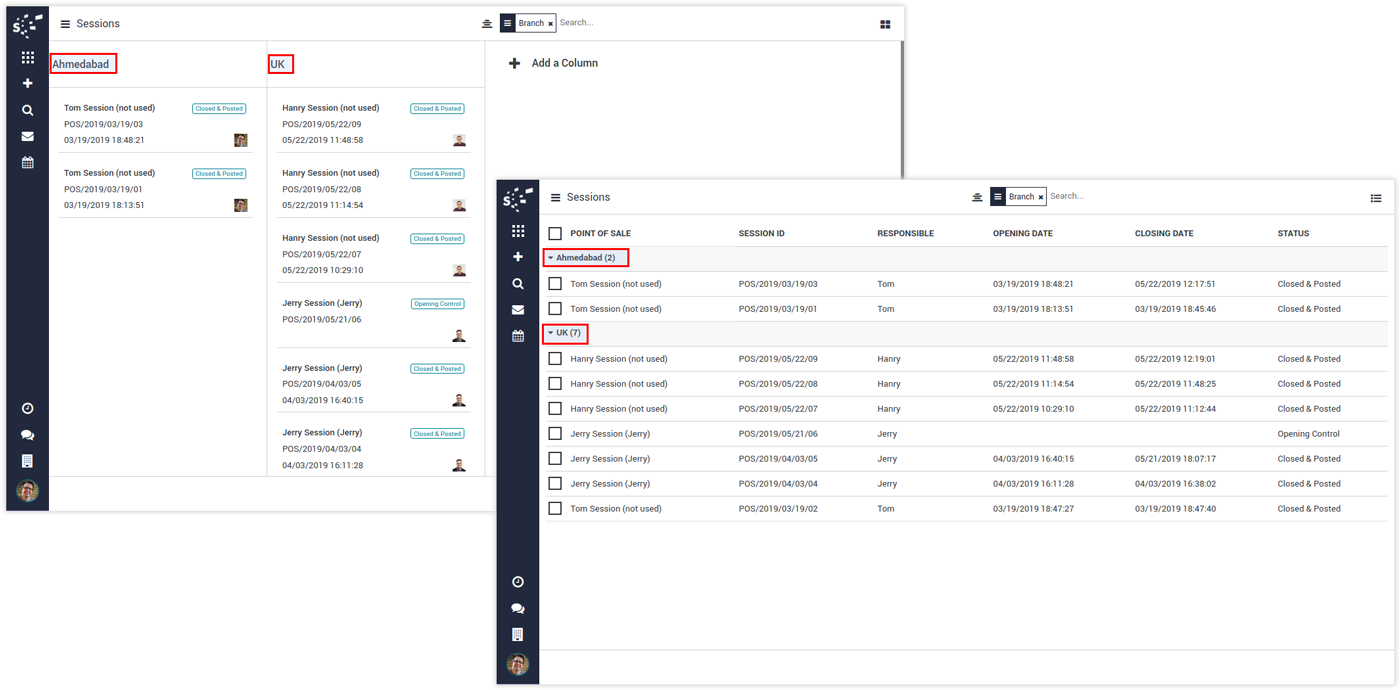 S
Sessions
Branch ×
Search...
Ahmedabad
UK
Add a Column
Tom Session (not used) Closed & Posted
POS/2019/03/19/03
03/19/2019 18:48:21
Tom Session (not used) Closed & Posted
POS/2019/03/19/01
03/19/2019 18:13:51
Hanry Session (not used) Closed & Posted
POS/2019/05/22/09
05/22/2019 11:48:58
Hanry Session (not used) Closed & Posted
POS/2019/05/22/08
05/22/2019 11:14:54
Hanry Session (not used) Closed & Posted
POS/2019/05/22/07
05/22/2019 10:29:10
Jerry Session (Jerry) Opening Control
POS/2019/05/21/06
Jerry Session (Jerry) Closed & Posted
POS/2019/04/03/05
04/03/2019 16:40:15
Jerry Session (Jerry) Closed & Posted
POS/2019/04/03/04
04/03/2019 16:11:28
S
Sessions
Branch ×
Search...
POINT OF SALE SESSION ID RESPONSIBLE OPENING DATE CLOSING DATE STATUS
Ahmedabad (2)
Tom Session (not used) POS/2019/03/19/03 Tom 03/19/2019 18:48:21 05/22/2019 12:17:51 Closed & Posted
Tom Session (not used) POS/2019/03/19/01 Tom 03/19/2019 18:13:51 03/19/2019 18:45:46 Closed & Posted
UK (7)
Hanry Session (not used) POS/2019/05/22/09 Hanry 05/22/2019 11:48:58 05/22/2019 12:19:01 Closed & Posted
Hanry Session (not used) POS/2019/05/22/08 Hanry 05/22/2019 11:14:54 05/22/2019 11:48:25 Closed & Posted
Hanry Session (not used) POS/2019/05/22/07 Hanry 05/22/2019 10:29:10 05/22/2019 11:12:44 Closed & Posted
Jerry Session (Jerry) POS/2019/05/21/06 Jerry Opening Control
Jerry Session (Jerry) POS/2019/04/03/05 Jerry 04/03/2019 16:40:15 05/21/2019 18:07:17 Closed & Posted
Jerry Session (Jerry) POS/2019/04/03/04 Jerry 04/03/2019 16:11:28 04/03/2019 16:38:02 Closed & Posted
Tom Session (not used) POS/2019/03/19/02 Tom 03/19/2019 18:47:27 03/19/2019 18:47:40 Closed & Posted